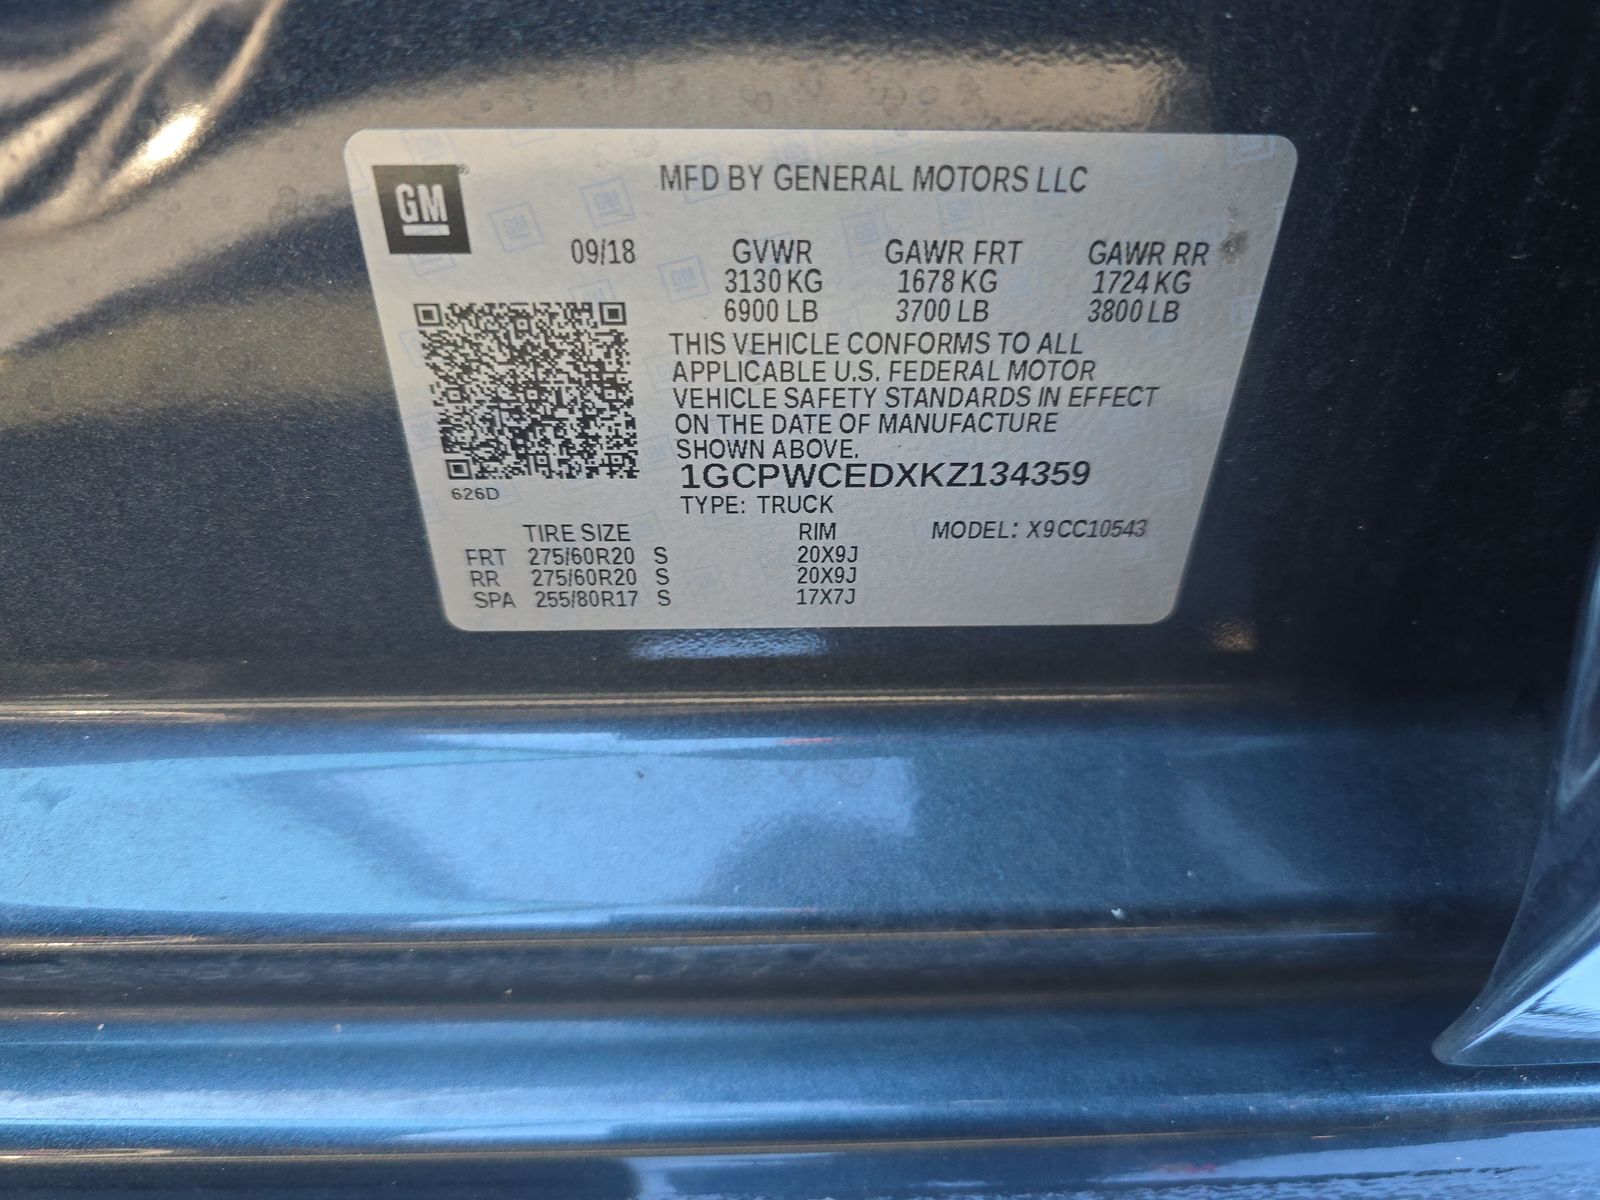 GM
MFD BY GENERAL MOTORS LLC
09/18 GVWR GAWR FRT GAWR RR
3130 KG 1678 KG 1724 KG
6900 LB 3700 LB 3800 LB
THIS VEHICLE CONFORMS TO ALL
APPLICABLE U.S. FEDERAL MOTOR
VEHICLE SAFETY STANDARDS IN EFFECT
ON THE DATE OF MANUFACTURE
SHOWN ABOVE.
1GCPWCEDXKZ134359
626D
TYPE: TRUCK
TIRE SIZE RIM MODEL: X9CC10543
FRT 275/60R20 S 20X9J
RR 275/60R20 S 20X9J
SPA 255/80R17 S 17X7J